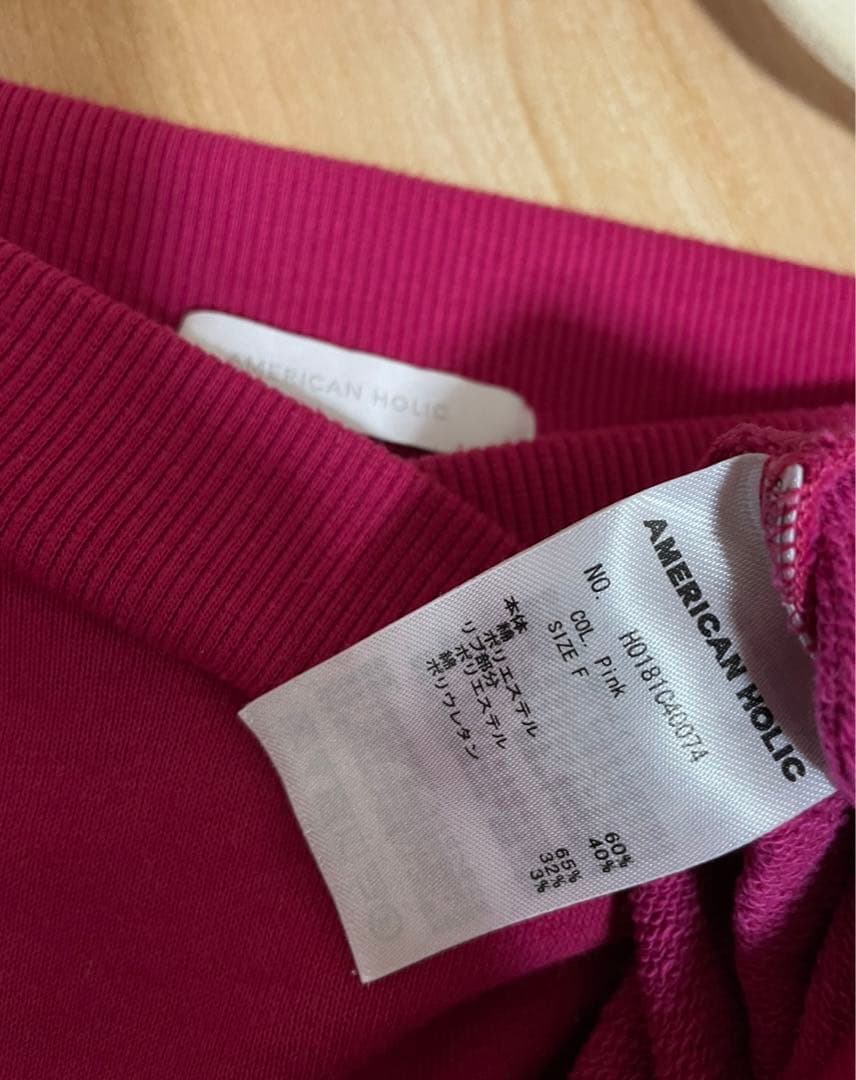 AMERICAN HOLIC
AMERICAN HOLIC
NO. H0181C40074
COL Pink
SIZE F
本体
綿 60%
ポリエステル 40%
リブ部分
ポリエステル 65%
綿 32%
ポリウレタン 3%